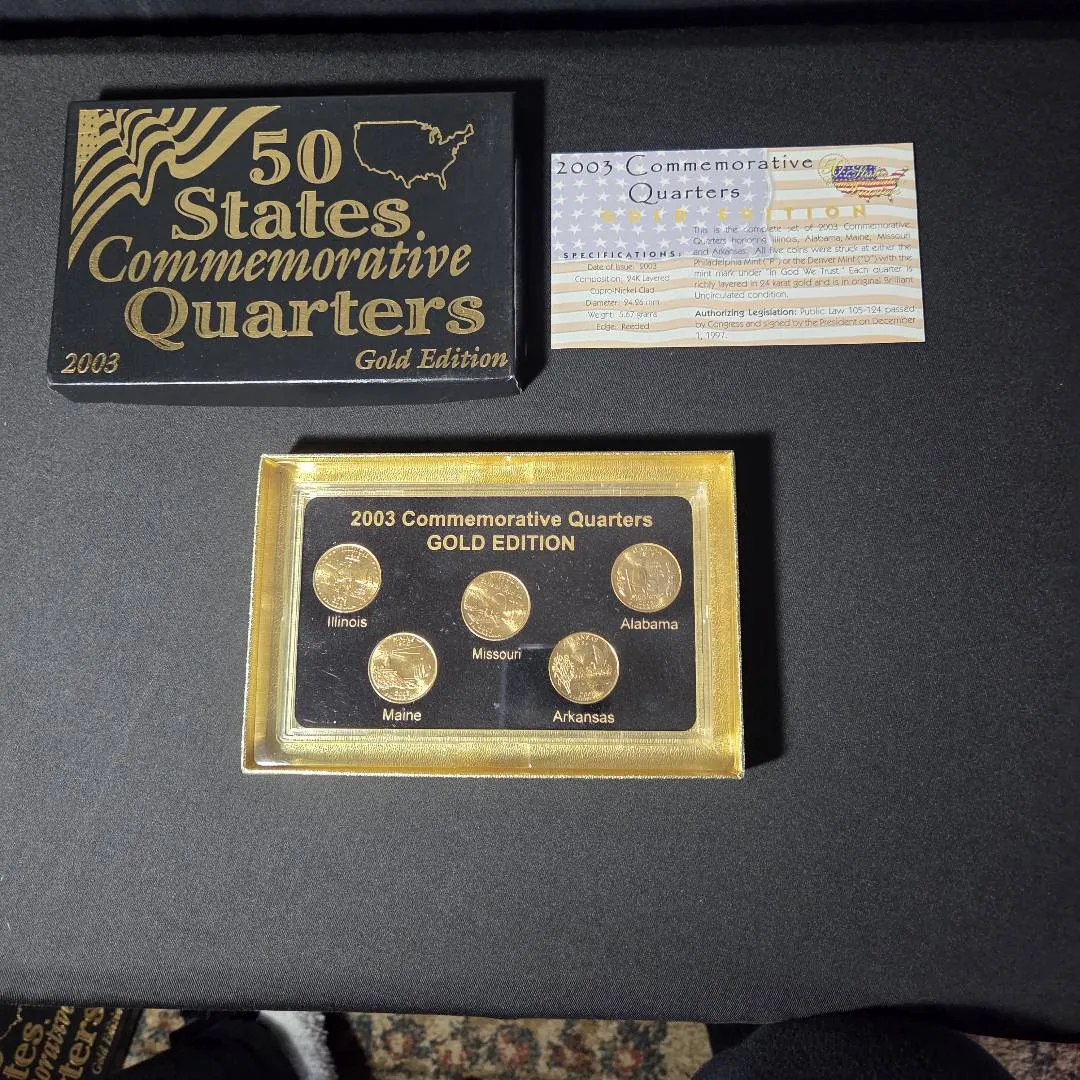 50
States
Commemorative
Quarters
2003 Gold Edition
2003 Commemorative
Quarters
GOLD EDITION
SPECIFICATIONS:
Date of Issue: 2003
Composition: 24K Layered
Cupro-Nickel Clad
Diameter: 24.26 mm
Weight: 5.67 grams
Edge: Reeded
This is the complete set of 2003 Commemorative
Quarters honoring Illinois, Alabama, Maine, Missouri
and Arkansas. All five coins were struck at either the
Philadelphia Mint ("P") or the Denver Mint ("D") with the
mint mark under "In God We Trust." Each quarter is
richly layered in 24 karat gold and is in original Brilliant
Uncirculated condition.
Authorizing Legislation: Public Law 105-124 passed
by Congress and signed by the President on December
1, 1997.
2003 Commemorative Quarters
GOLD EDITION
Illinois
Missouri
Alabama
Maine
Arkansas
Gold Edition